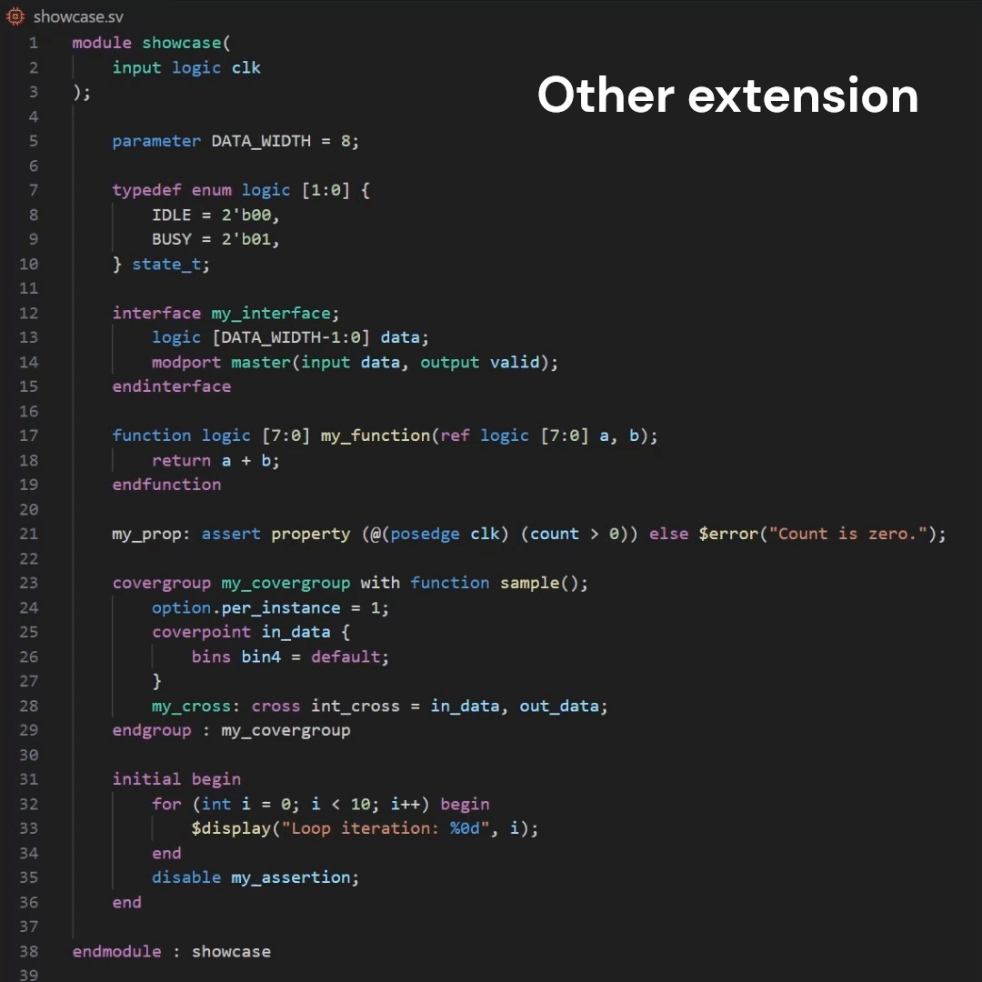 showcase.sv
1 module showcase(
2     input logic clk
3 );
Other extension
4
5     parameter DATA_WIDTH = 8;
6
7     typedef enum logic [1:0] {
8         IDLE = 2'b00,
9         BUSY = 2'b01,
10     } state_t;
11
12     interface my_interface;
13         logic [DATA_WIDTH-1:0] data;
14         modport master(input data, output valid);
15     endinterface
16
17     function logic [7:0] my_function(ref logic [7:0] a, b);
18         return a + b;
19     endfunction
20
21     my_prop: assert property (@(posedge clk) (count > 0)) else $error("Count is zero.");
22
23     covergroup my_covergroup with function sample();
24         option.per_instance = 1;
25         coverpoint in_data {
26             bins bin4 = default;
27         }
28         my_cross: cross int_cross = in_data, out_data;
29     endgroup : my_covergroup
30
31     initial begin
32         for (int i = 0; i < 10; i++) begin
33             $display("Loop iteration: %0d", i);
34         end
35         disable my_assertion;
36     end
37
38 endmodule : showcase
39